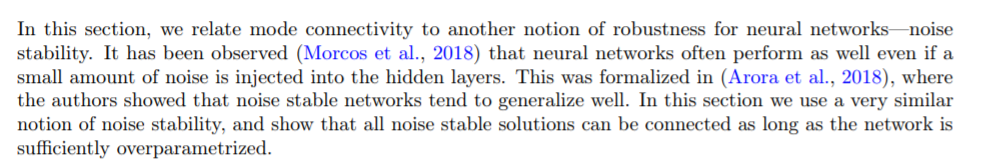 In this section, we relate mode connectivity to another notion of robustness for neural networks—noise
stability. It has been observed (Morcos et al., 2018) that neural networks often perform as well even if a
small amount of noise is injected into the hidden layers. This was formalized in (Arora et al., 2018), where
the authors showed that noise stable networks tend to generalize well. In this section we use a very similar
notion of noise stability, and show that all noise stable solutions can be connected as long as the network is
sufficiently overparametrized.